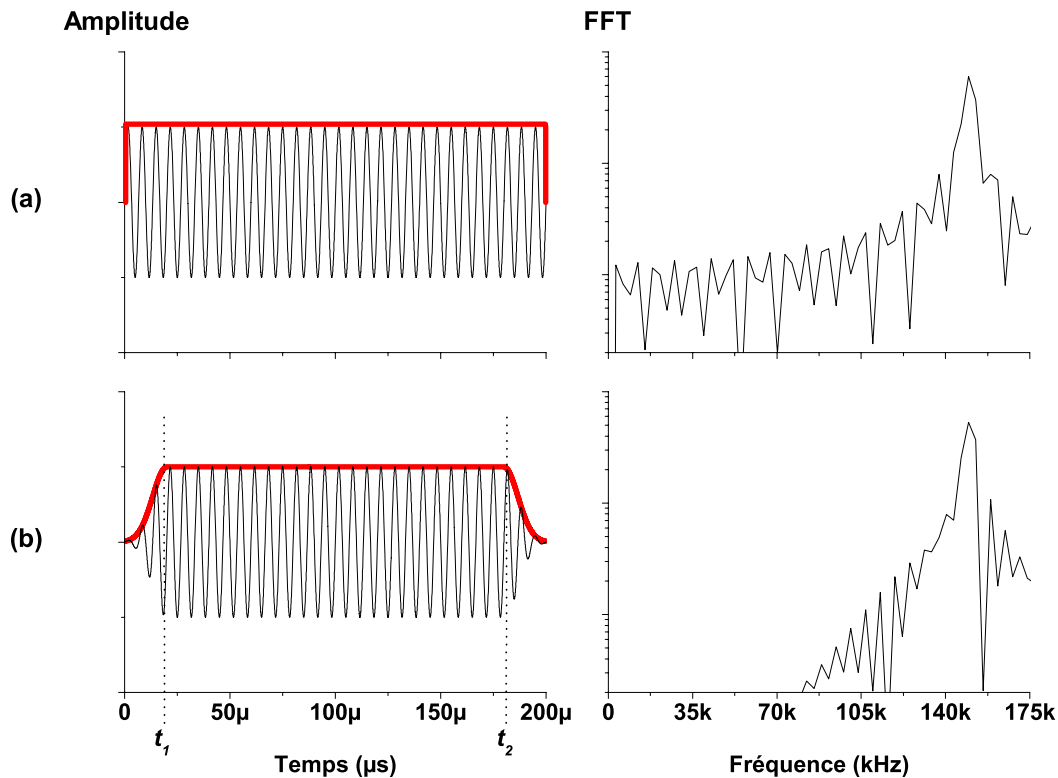 Amplitude
FFT
(a)
(b)
0 50µ 100µ 150µ 200µ
0 35k 70k 105k 140k 175k
t1 t2
Temps (µs)
Fréquence (kHz)